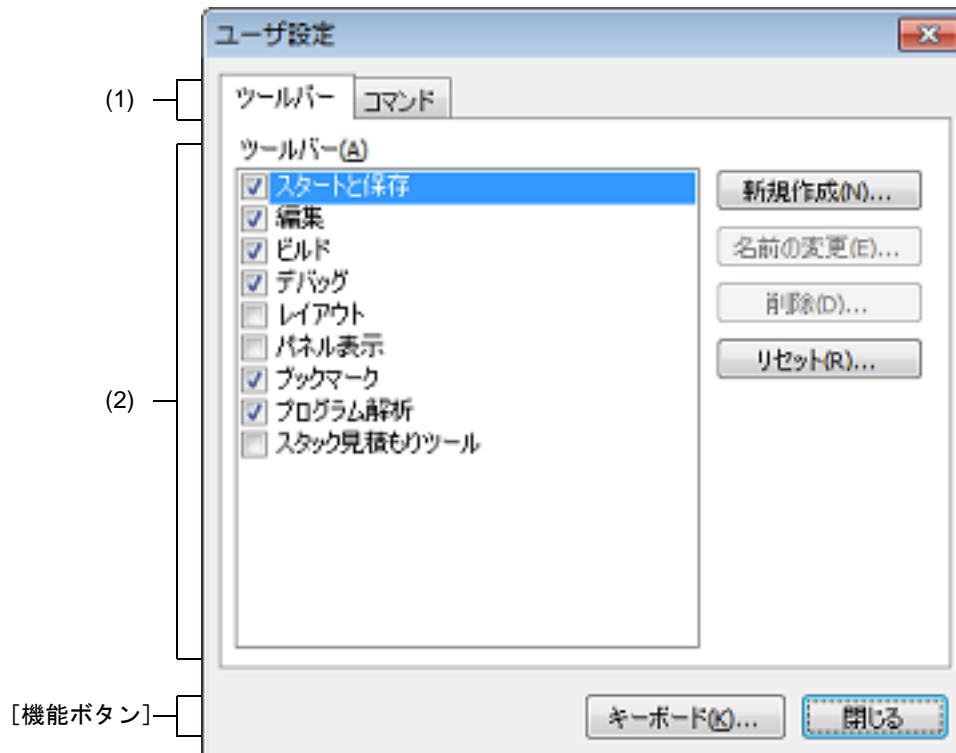 ユーザ設定
(1)
ツールバー
コマンド
(2)
ツールバー(A)
スタートと保存
編集
ビルド
デバッグ
レイアウト
パネル表示
ブックマーク
プログラム解析
スタック見積もりツール
新規作成(N)...
名前の変更(E)...
削除(D)...
リセット(R)...
[機能ボタン]
キーボード(K)...
閉じる